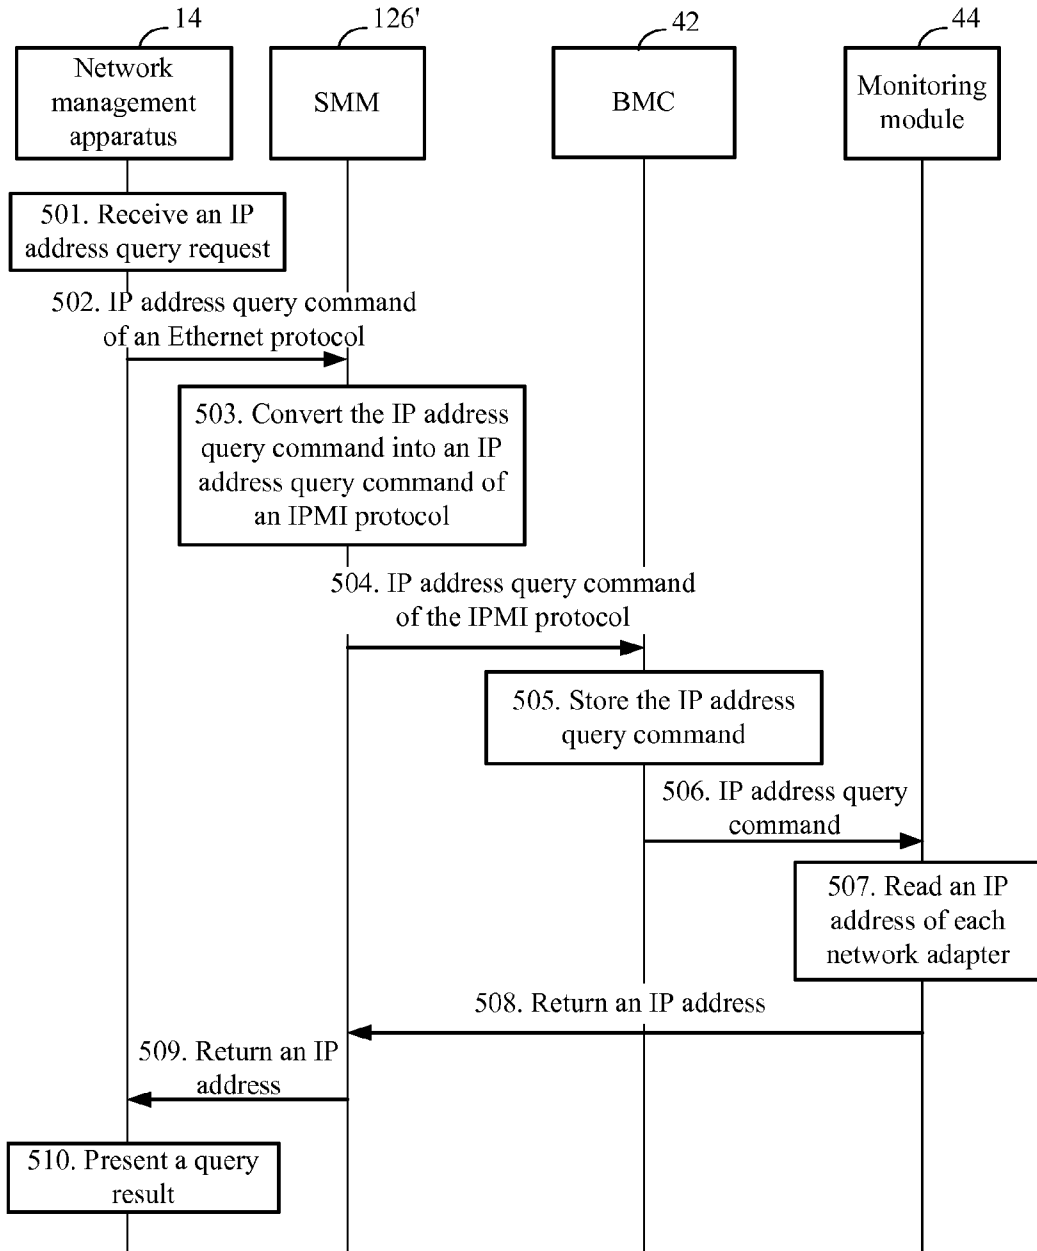 14
126'
42
44
Network
management
apparatus
SMM
BMC
Monitoring
module
501. Receive an IP
address query request
502. IP address query command
of an Ethernet protocol
503. Convert the IP address
query command into an IP
address query command of
an IPMI protocol
504. IP address query command
of the IPMI protocol
505. Store the IP address
query command
506. IP address query
command
507. Read an IP
address of each
network adapter
508. Return an IP address
509. Return an IP
address
510. Present a query
result